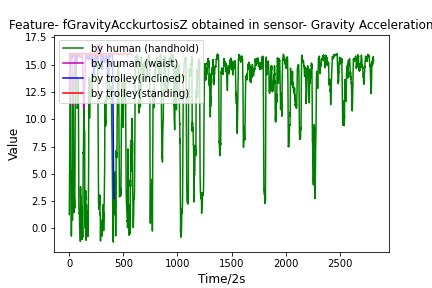 Feature- fGravityAcckurtosisZ obtained in sensor- Gravity Acceleration
17.5
15.0
12.5
10.0
7.5
5.0
2.5
0.0
Value
by human (handhold)
by human (waist)
by trolley(inclined)
by trolley(standing)
0
500
1000
1500
2000
2500
Time/2s